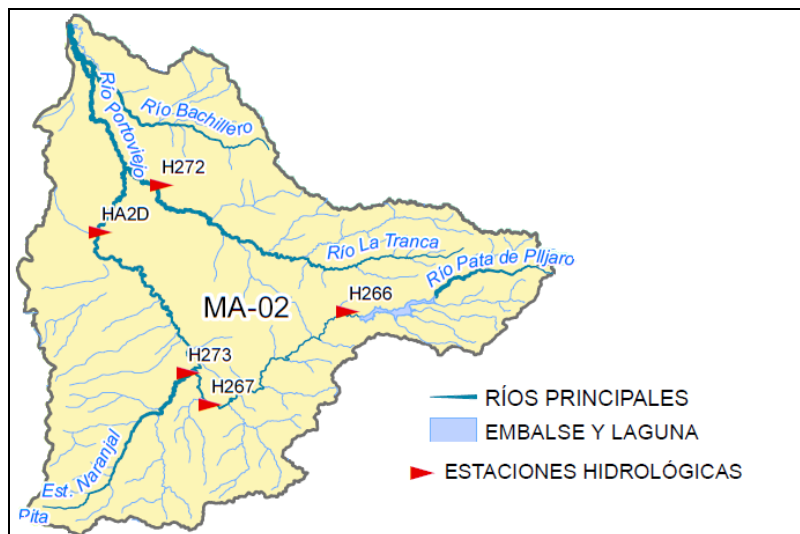 Río Bachillero
Río Portoviejo
H272
HA2D
Río La Tranca
Río Pata de PIIjaro
H266
MA-02
H273
H267
Est. Naranjal
Pita
RÍOS PRINCIPALES
EMBALSE Y LAGUNA
ESTACIONES HIDROLÓGICAS